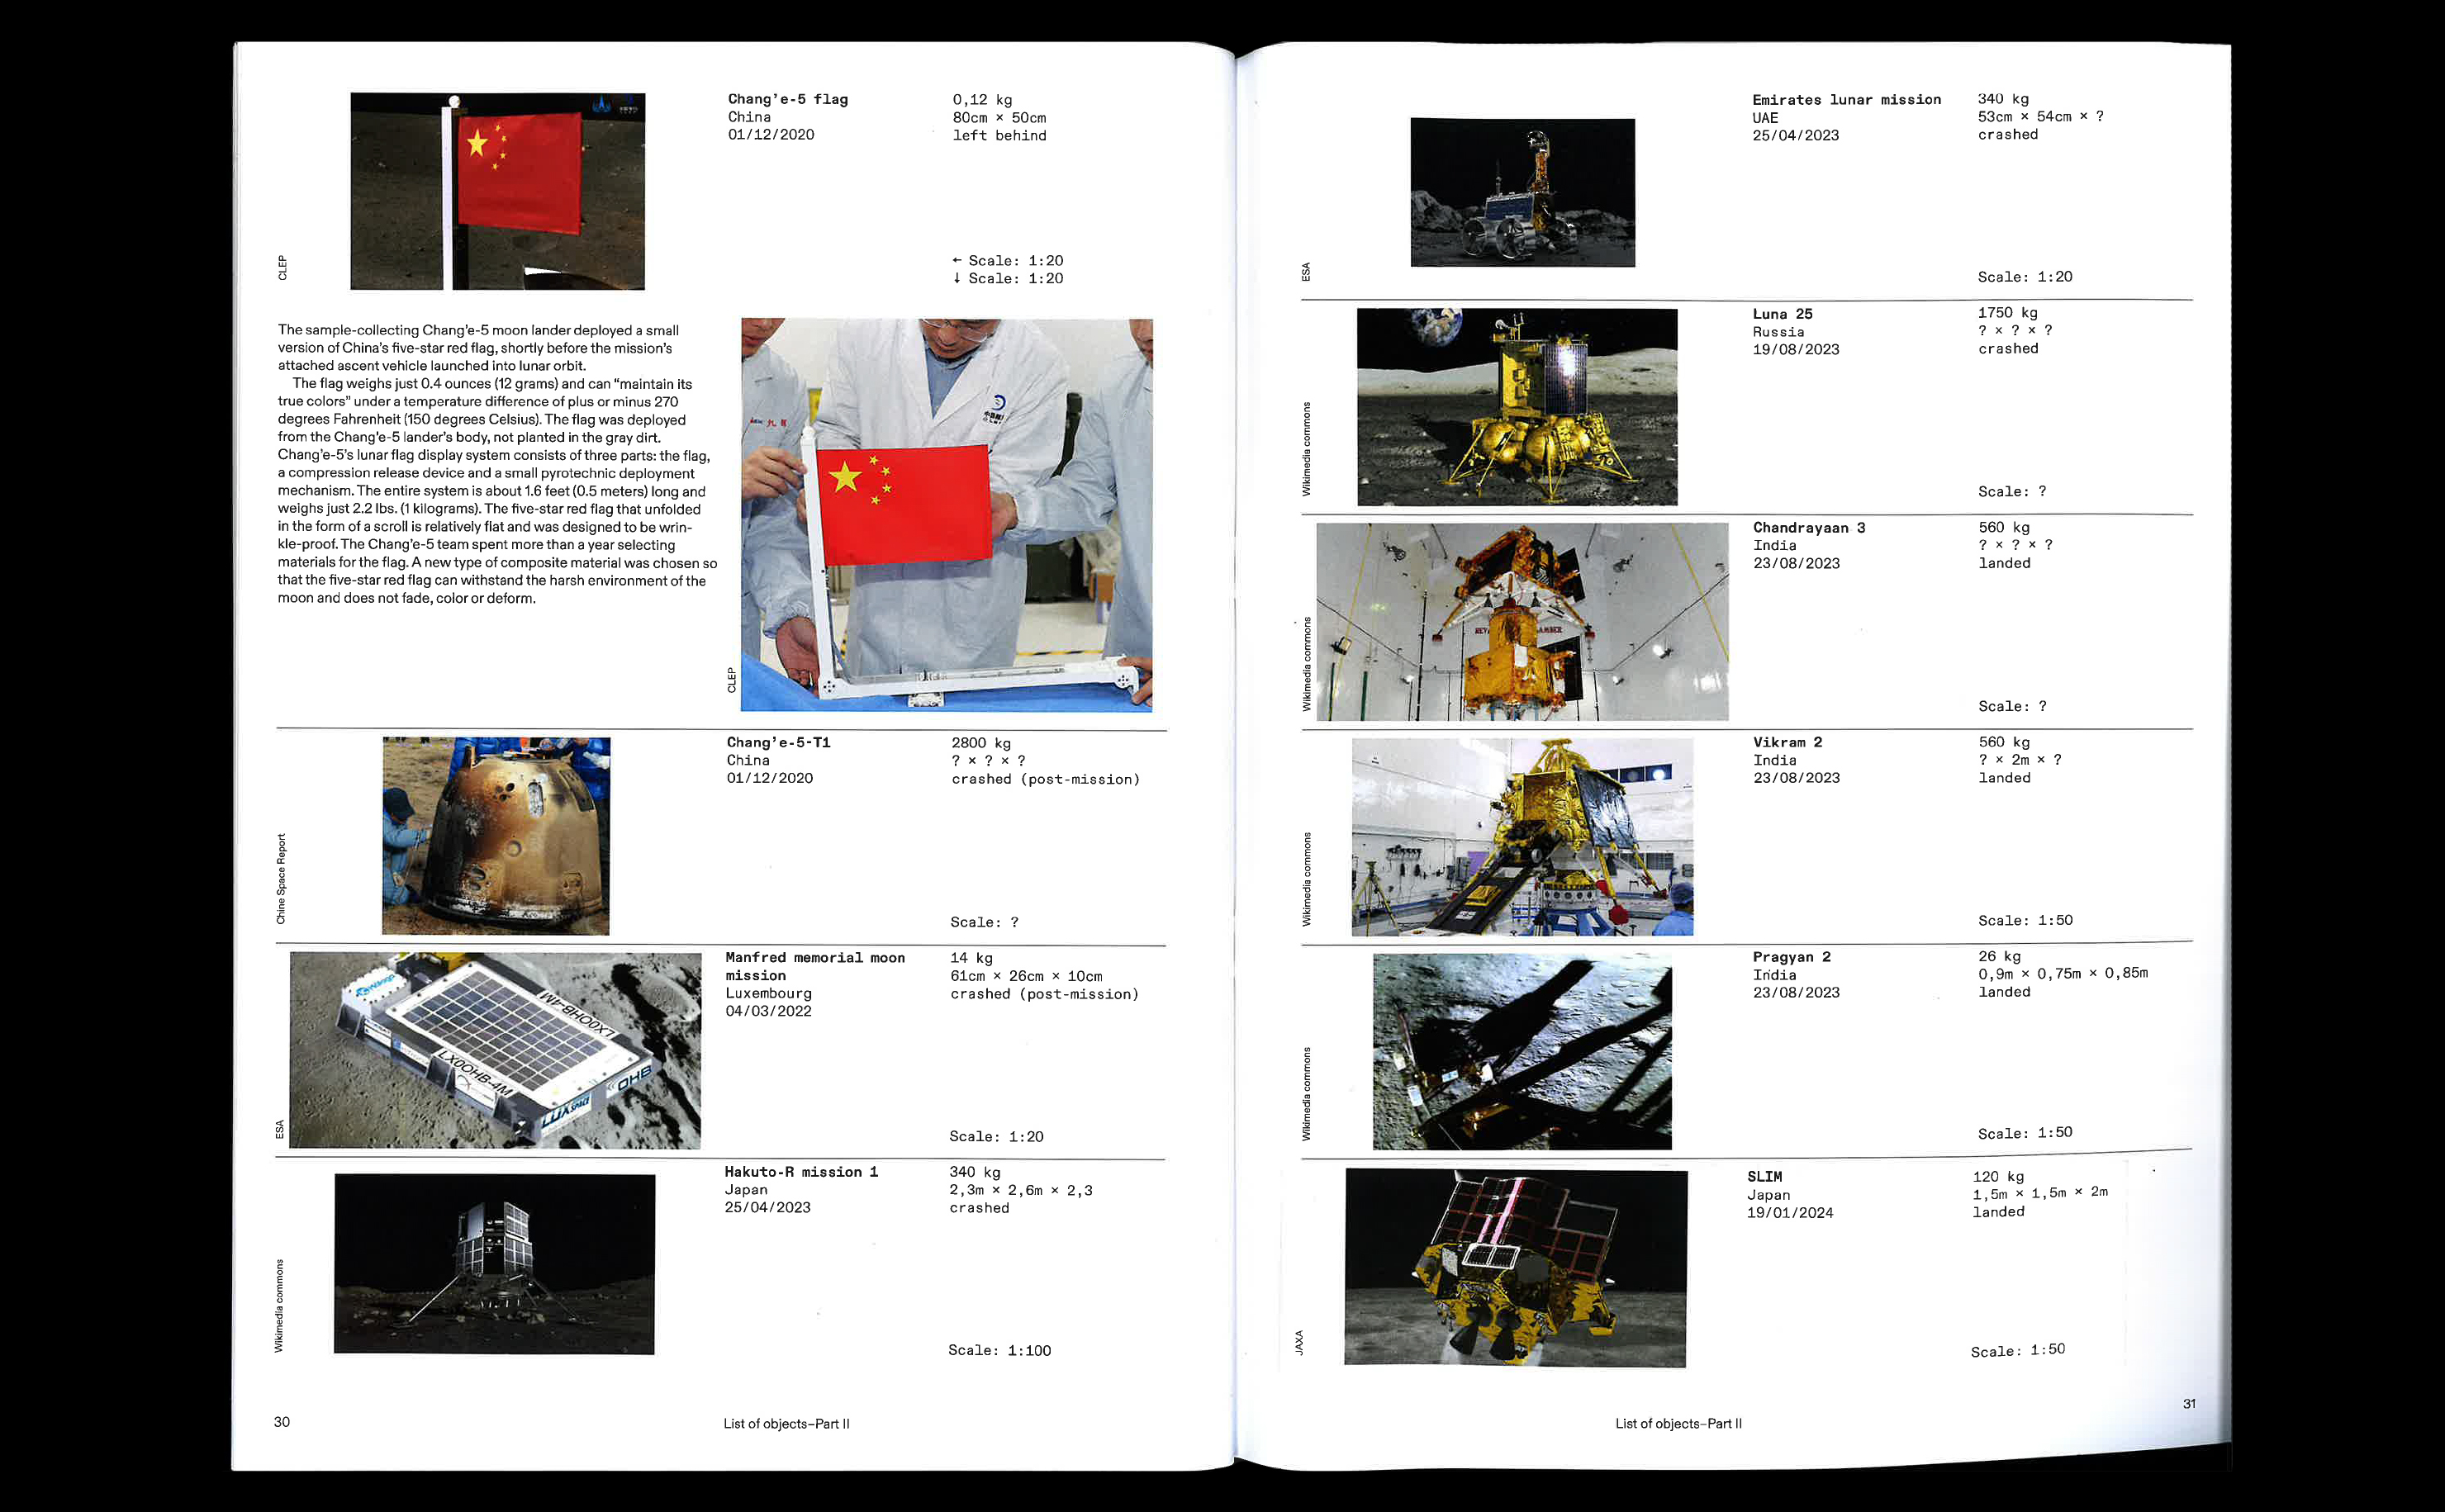 Chang’e-5 flag
China
01/12/2020
0,12 kg
80cm × 50cm
left behind
← Scale: 1:20
↓ Scale: 1:20
CLEP
The sample-collecting Chang’e-5 moon lander deployed a small
version of China’s five-star red flag, shortly before the mission’s
attached ascent vehicle launched into lunar orbit.
The flag weighs just 0.4 ounces (12 grams) and can “maintain its
true colors” under a temperature difference of plus or minus 270
degrees Fahrenheit (150 degrees Celsius). The flag was deployed
from the Chang’e-5 lander’s body, not planted in the gray dirt.
Chang’e-5’s lunar flag display system consists of three parts: the flag,
a compression release device and a small pyrotechnic deployment
mechanism. The entire system is about 1.6 feet (0.5 meters) long and
weighs just 2.2 lbs. (1 kilograms). The five-star red flag that unfolded
in the form of a scroll is relatively flat and was designed to be wrin-
kle-proof. The Chang’e-5 team spent more than a year selecting
materials for the flag. A new type of composite material was chosen so
that the five-star red flag can withstand the harsh environment of the
moon and does not fade, color or deform.
CLEP
Chang’e-5-T1
China
01/12/2020
2800 kg
? × ? × ?
crashed (post-mission)
Scale: ?
Chine Space Report
Manfred memorial moon
mission
Luxembourg
04/03/2022
14 kg
61cm × 26cm × 10cm
crashed (post-mission)
Scale: 1:20
ESA
LX0OHB-4M
LX0OHB-4M
LUXSPACE
OHB
Hakuto-R mission 1
Japan
25/04/2023
340 kg
2,3m × 2,6m × 2,3
crashed
Scale: 1:100
Wikimedia commons
30
List of objects–Part II
Emirates lunar mission
UAE
25/04/2023
340 kg
53cm × 54cm × ?
crashed
Scale: 1:20
ESA
Luna 25
Russia
19/08/2023
1750 kg
? × ? × ?
crashed
Scale: ?
Wikimedia commons
Chandrayaan 3
India
23/08/2023
560 kg
? × ? × ?
landed
Scale: ?
Wikimedia commons
Vikram 2
India
23/08/2023
560 kg
? × 2m × ?
landed
Scale: 1:50
Wikimedia commons
Pragyan 2
India
23/08/2023
26 kg
0,9m × 0,75m × 0,85m
landed
Scale: 1:50
Wikimedia commons
SLIM
Japan
19/01/2024
120 kg
1,5m × 1,5m × 2m
landed
Scale: 1:50
JAXA
List of objects–Part II
31